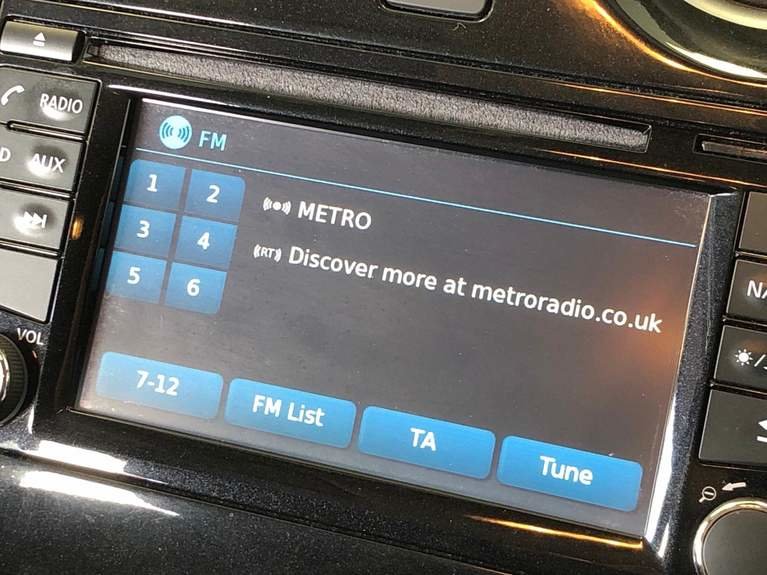 RADIO
FM
AUX
1 2
METRO
3 4
Discover more at metroradio.co.uk
RT
5 6
VOL
7-12
FM List
TA
Tune